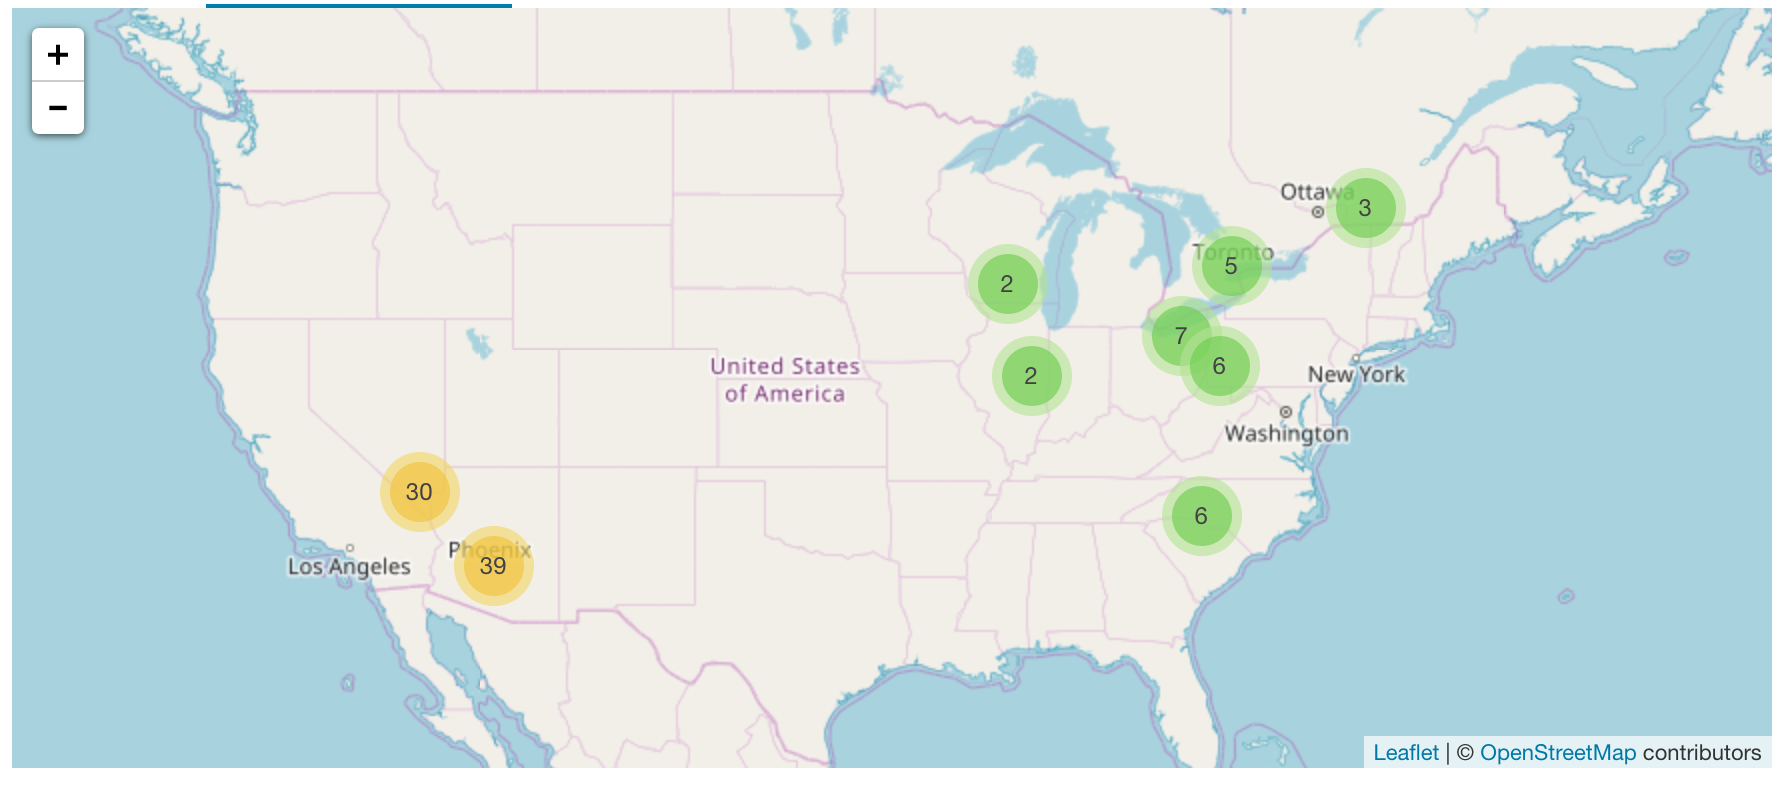 +
−
Ottawa
3
Toronto
5
2
7
6
2
United States
of America
New York
Washington
30
6
Phoenix
39
Los Angeles
Leaflet | © OpenStreetMap contributors